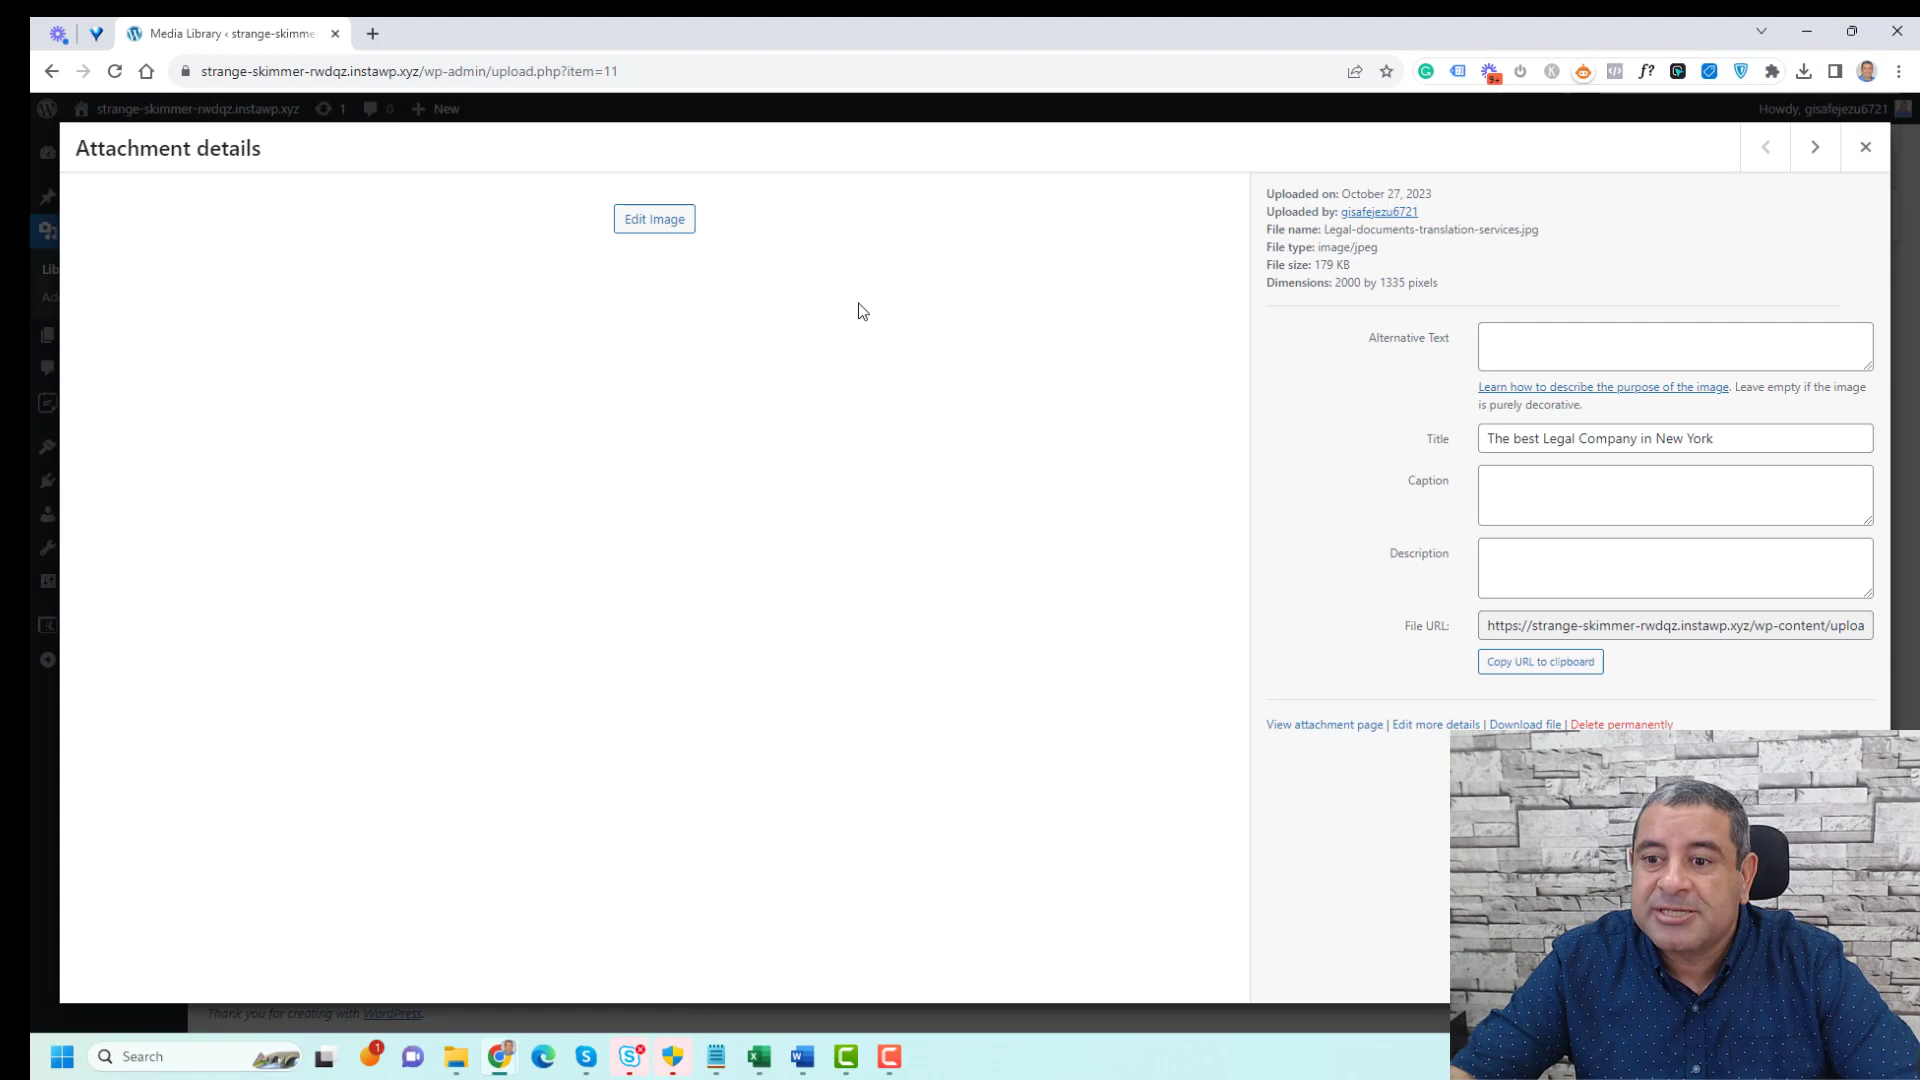 Media Library ‹ strange-skimme
strange-skimmer-rwdqz.instawp.xyz/wp-admin/upload.php?item=11
9+
f?
strange-skimmer-rwdqz.instawp.xyz
1
0
New
Howdy, gisafejezu6721
Attachment details
Edit Image
Lib
Ad
Uploaded on: October 27, 2023
Uploaded by: gisafejezu6721
File name: Legal-documents-translation-services.jpg
File type: image/jpeg
File size: 179 KB
Dimensions: 2000 by 1335 pixels
Alternative Text
Learn how to describe the purpose of the image. Leave empty if the image
is purely decorative.
Title
The best Legal Company in New York
Caption
Description
File URL:
https://strange-skimmer-rwdqz.instawp.xyz/wp-content/uploa
Copy URL to clipboard
View attachment page | Edit more details | Download file | Delete permanently
Thank you for creating with WordPress.
Search
1